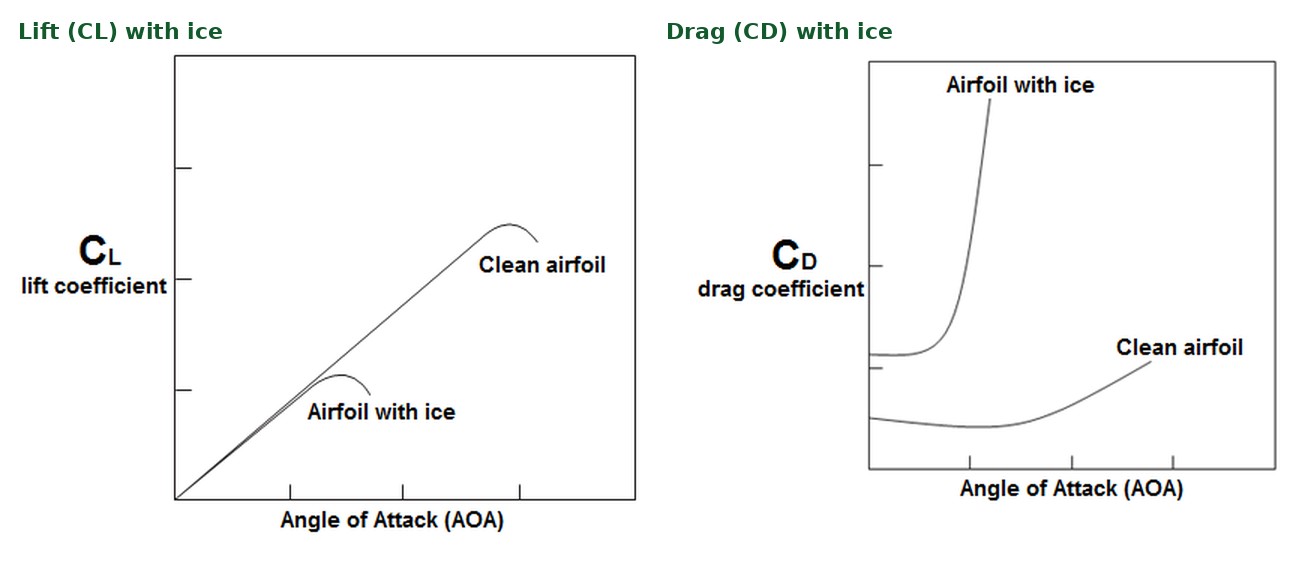 Lift (CL) with ice
CL
lift coefficient
Clean airfoil
Airfoil with ice
Angle of Attack (AOA)
Drag (CD) with ice
Airfoil with ice
CD
drag coefficient
Clean airfoil
Angle of Attack (AOA)